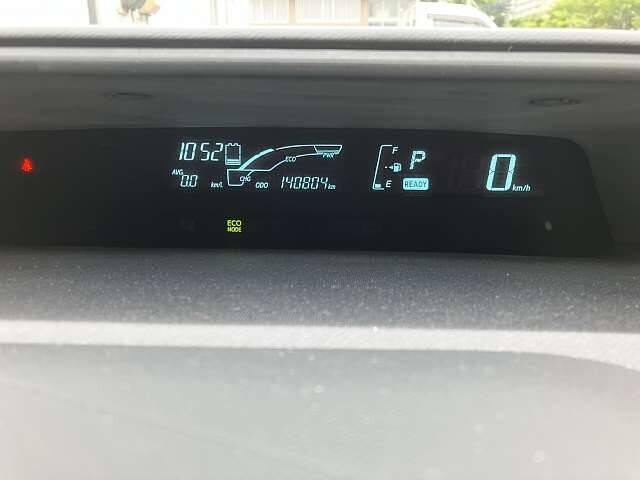 10:52
AVG
0.0 km/L
CHG ECO PWR
ODO 140804 km
F
E
P
READY
0 km/h
ECO
MODE